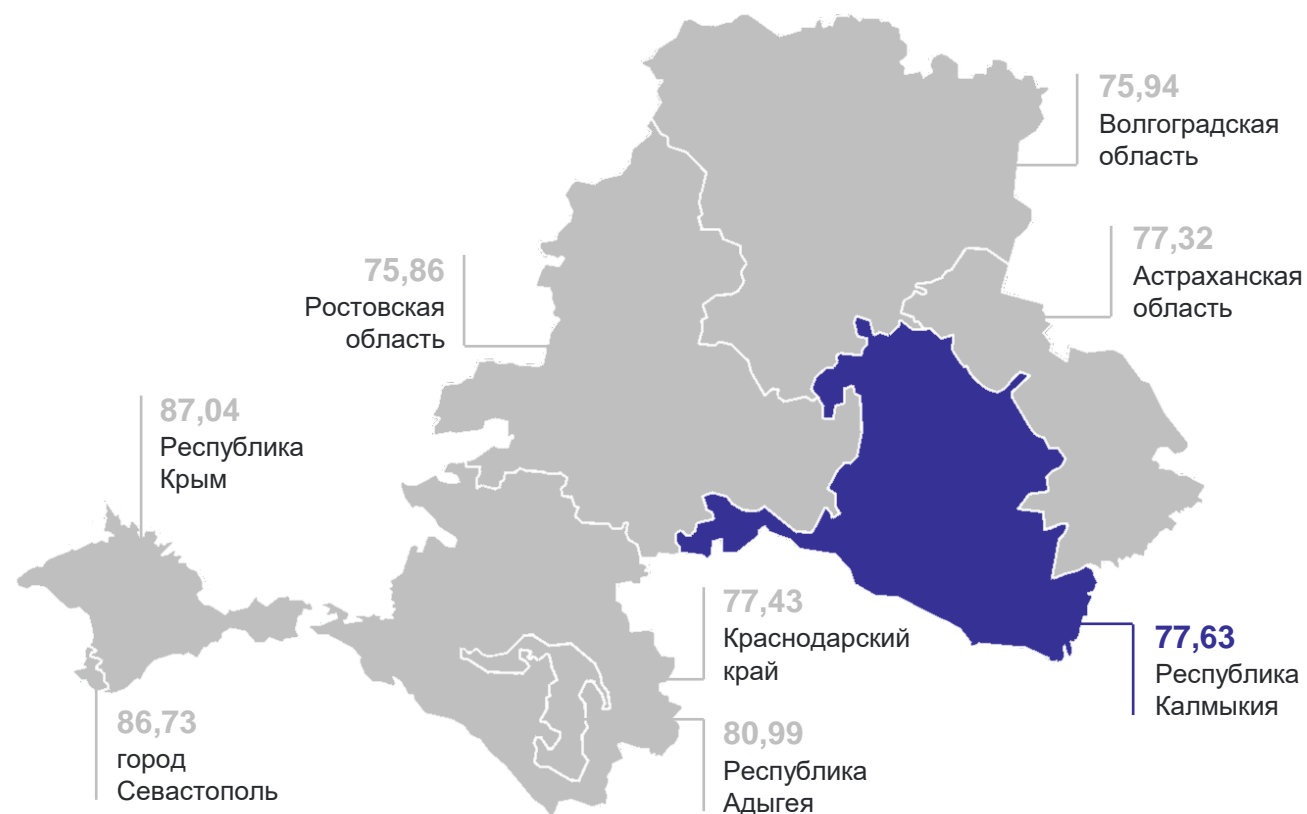 75,94
Волгоградская
область
77,32
Астраханская
область
75,86
Ростовская
область
87,04
Республика
Крым
77,43
Краснодарский
край
77,63
Республика
Калмыкия
86,73
город
Севастополь
80,99
Республика
Адыгея